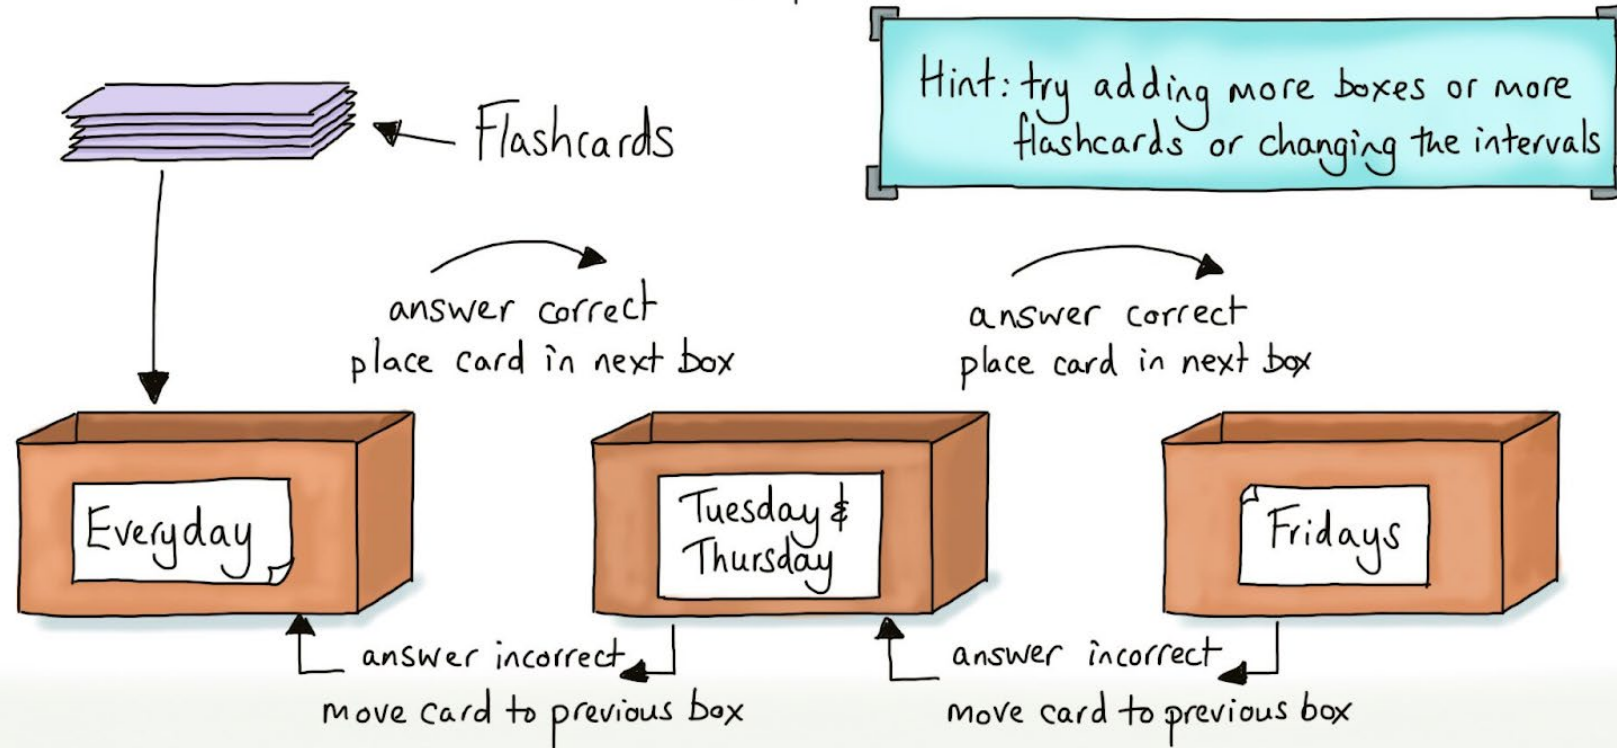 Hint: try adding more boxes or more
flashcards or changing the intervals
Flashcards
answer correct
place card in next box
answer correct
place card in next box
Everyday
Tuesday &
Thursday
Fridays
answer incorrect
move card to previous box
answer incorrect
move card to previous box